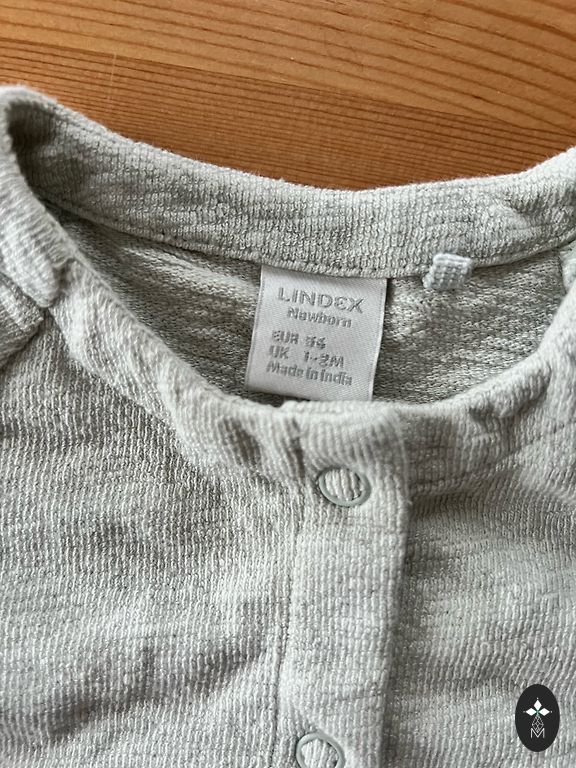 LINDEX
Newborn
EUR 54
UK 1-2M
Made in India
M